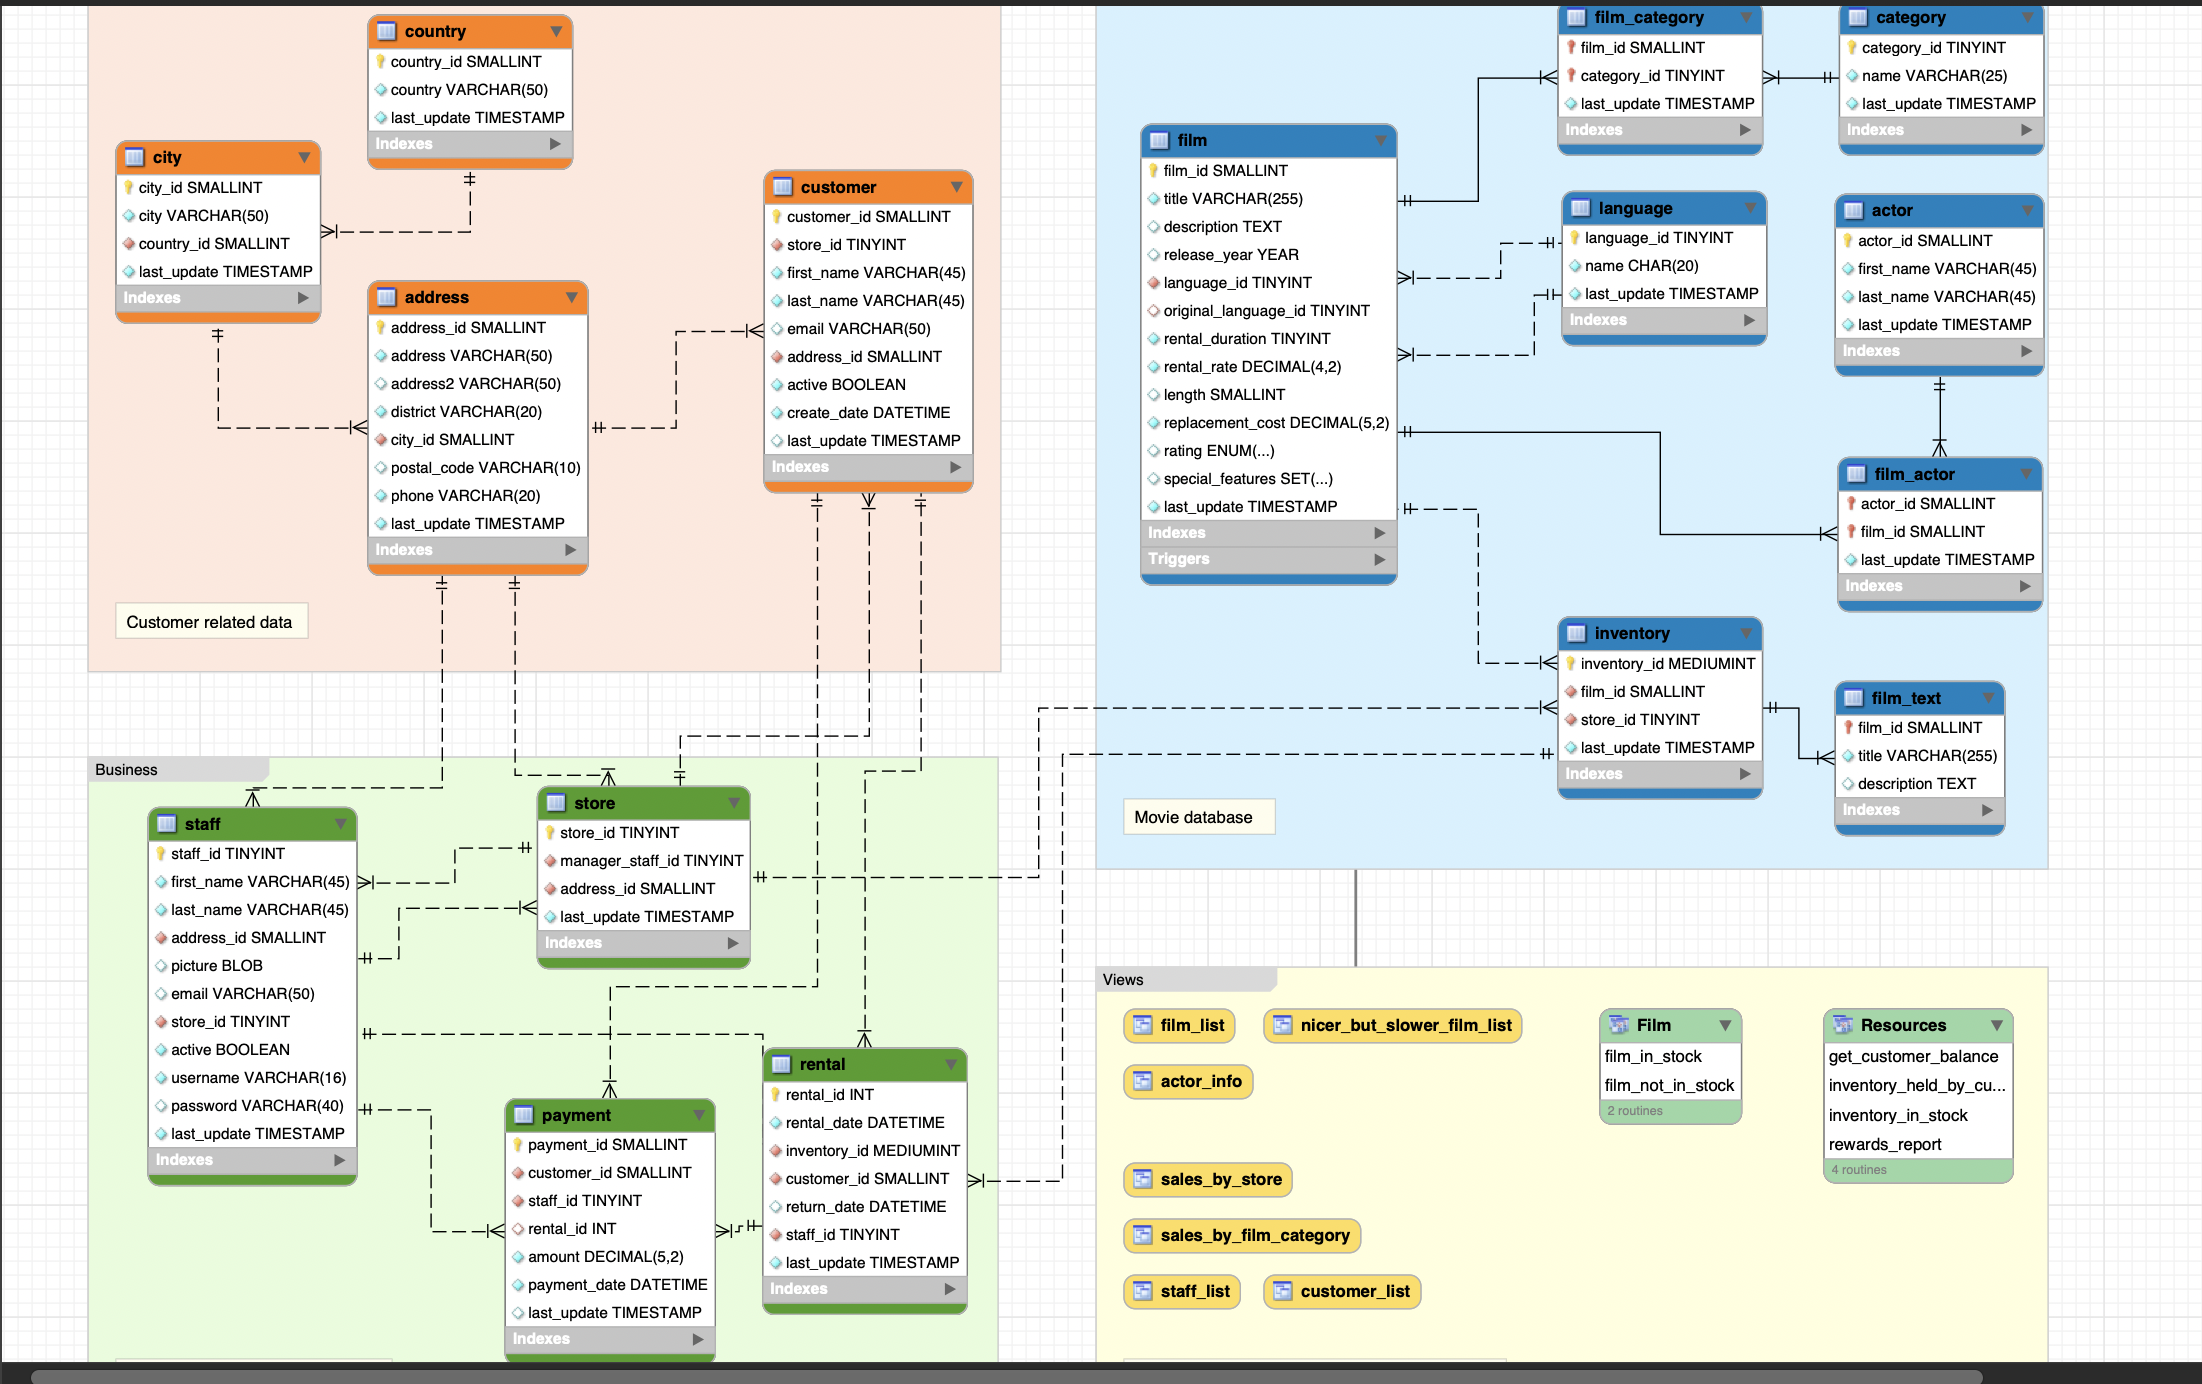 country
country_id SMALLINT
country VARCHAR(50)
last_update TIMESTAMP
Indexes
city
city_id SMALLINT
city VARCHAR(50)
country_id SMALLINT
last_update TIMESTAMP
Indexes
address
address_id SMALLINT
address VARCHAR(50)
address2 VARCHAR(50)
district VARCHAR(20)
city_id SMALLINT
postal_code VARCHAR(10)
phone VARCHAR(20)
last_update TIMESTAMP
Indexes
customer
customer_id SMALLINT
store_id TINYINT
first_name VARCHAR(45)
last_name VARCHAR(45)
email VARCHAR(50)
address_id SMALLINT
active BOOLEAN
create_date DATETIME
last_update TIMESTAMP
Indexes
Customer related data
film_category
film_id SMALLINT
category_id TINYINT
last_update TIMESTAMP
Indexes
category
category_id TINYINT
name VARCHAR(25)
last_update TIMESTAMP
Indexes
film
film_id SMALLINT
title VARCHAR(255)
description TEXT
release_year YEAR
language_id TINYINT
original_language_id TINYINT
rental_duration TINYINT
rental_rate DECIMAL(4,2)
length SMALLINT
replacement_cost DECIMAL(5,2)
rating ENUM(...)
special_features SET(...)
last_update TIMESTAMP
Indexes
Triggers
language
language_id TINYINT
name CHAR(20)
last_update TIMESTAMP
Indexes
actor
actor_id SMALLINT
first_name VARCHAR(45)
last_name VARCHAR(45)
last_update TIMESTAMP
Indexes
film_actor
actor_id SMALLINT
film_id SMALLINT
last_update TIMESTAMP
Indexes
inventory
inventory_id MEDIUMINT
film_id SMALLINT
store_id TINYINT
last_update TIMESTAMP
Indexes
film_text
film_id SMALLINT
title VARCHAR(255)
description TEXT
Indexes
Movie database
Business
staff
staff_id TINYINT
first_name VARCHAR(45)
last_name VARCHAR(45)
address_id SMALLINT
picture BLOB
email VARCHAR(50)
store_id TINYINT
active BOOLEAN
username VARCHAR(16)
password VARCHAR(40)
last_update TIMESTAMP
Indexes
store
store_id TINYINT
manager_staff_id TINYINT
address_id SMALLINT
last_update TIMESTAMP
Indexes
payment
payment_id SMALLINT
customer_id SMALLINT
staff_id TINYINT
rental_id INT
amount DECIMAL(5,2)
payment_date DATETIME
last_update TIMESTAMP
Indexes
rental
rental_id INT
rental_date DATETIME
inventory_id MEDIUMINT
customer_id SMALLINT
return_date DATETIME
staff_id TINYINT
last_update TIMESTAMP
Indexes
Views
film_list
nicer_but_slower_film_list
actor_info
sales_by_store
sales_by_film_category
staff_list
customer_list
Film
film_in_stock
film_not_in_stock
2 routines
Resources
get_customer_balance
inventory_held_by_cu...
inventory_in_stock
rewards_report
4 routines